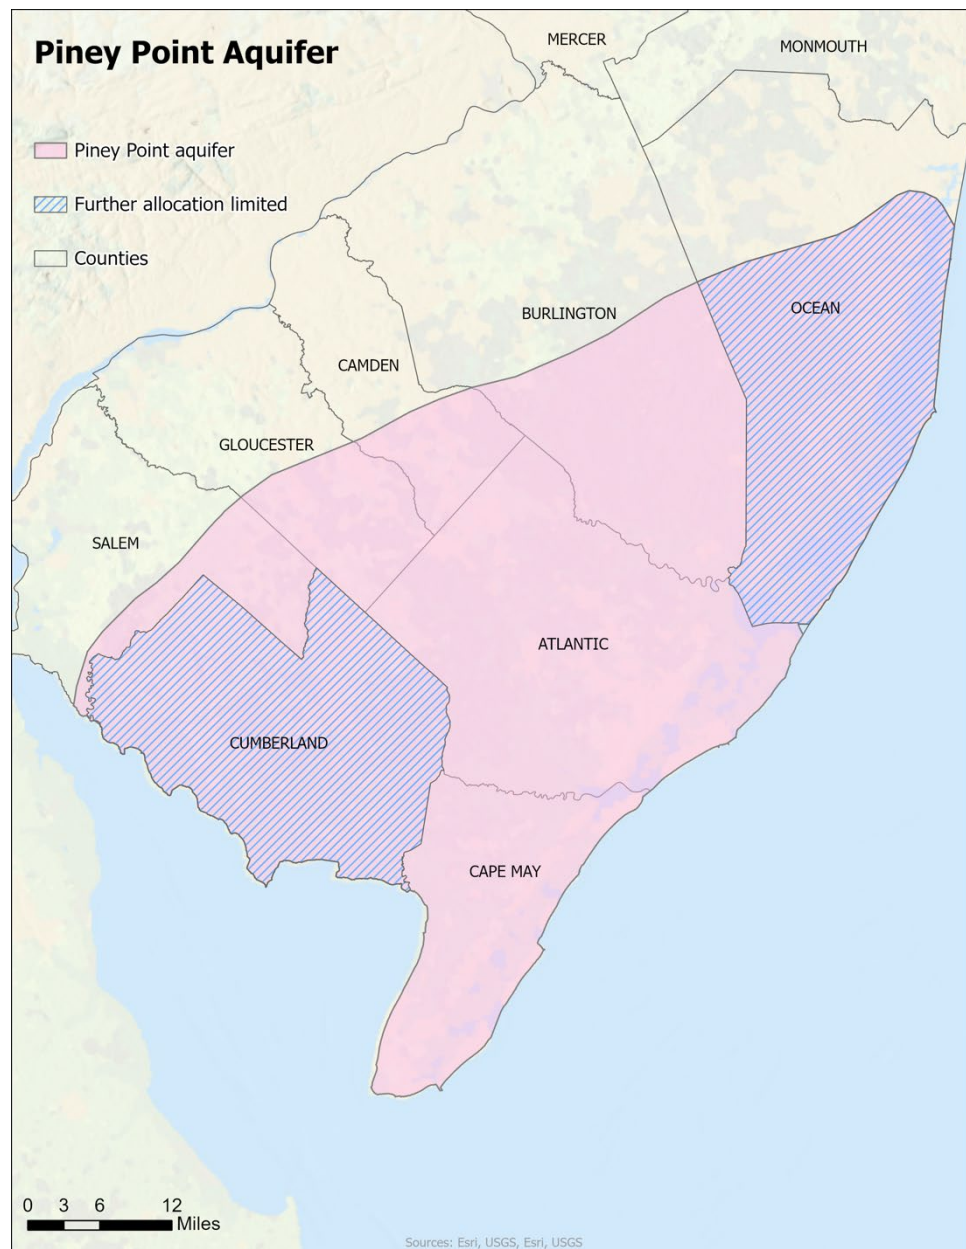 Piney Point Aquifer
Piney Point aquifer
Further allocation limited
Counties
MERCER
MONMOUTH
OCEAN
BURLINGTON
CAMDEN
GLOUCESTER
SALEM
ATLANTIC
CUMBERLAND
CAPE MAY
0 3 6 12
Miles
Sources: Esri, USGS, Esri, USGS